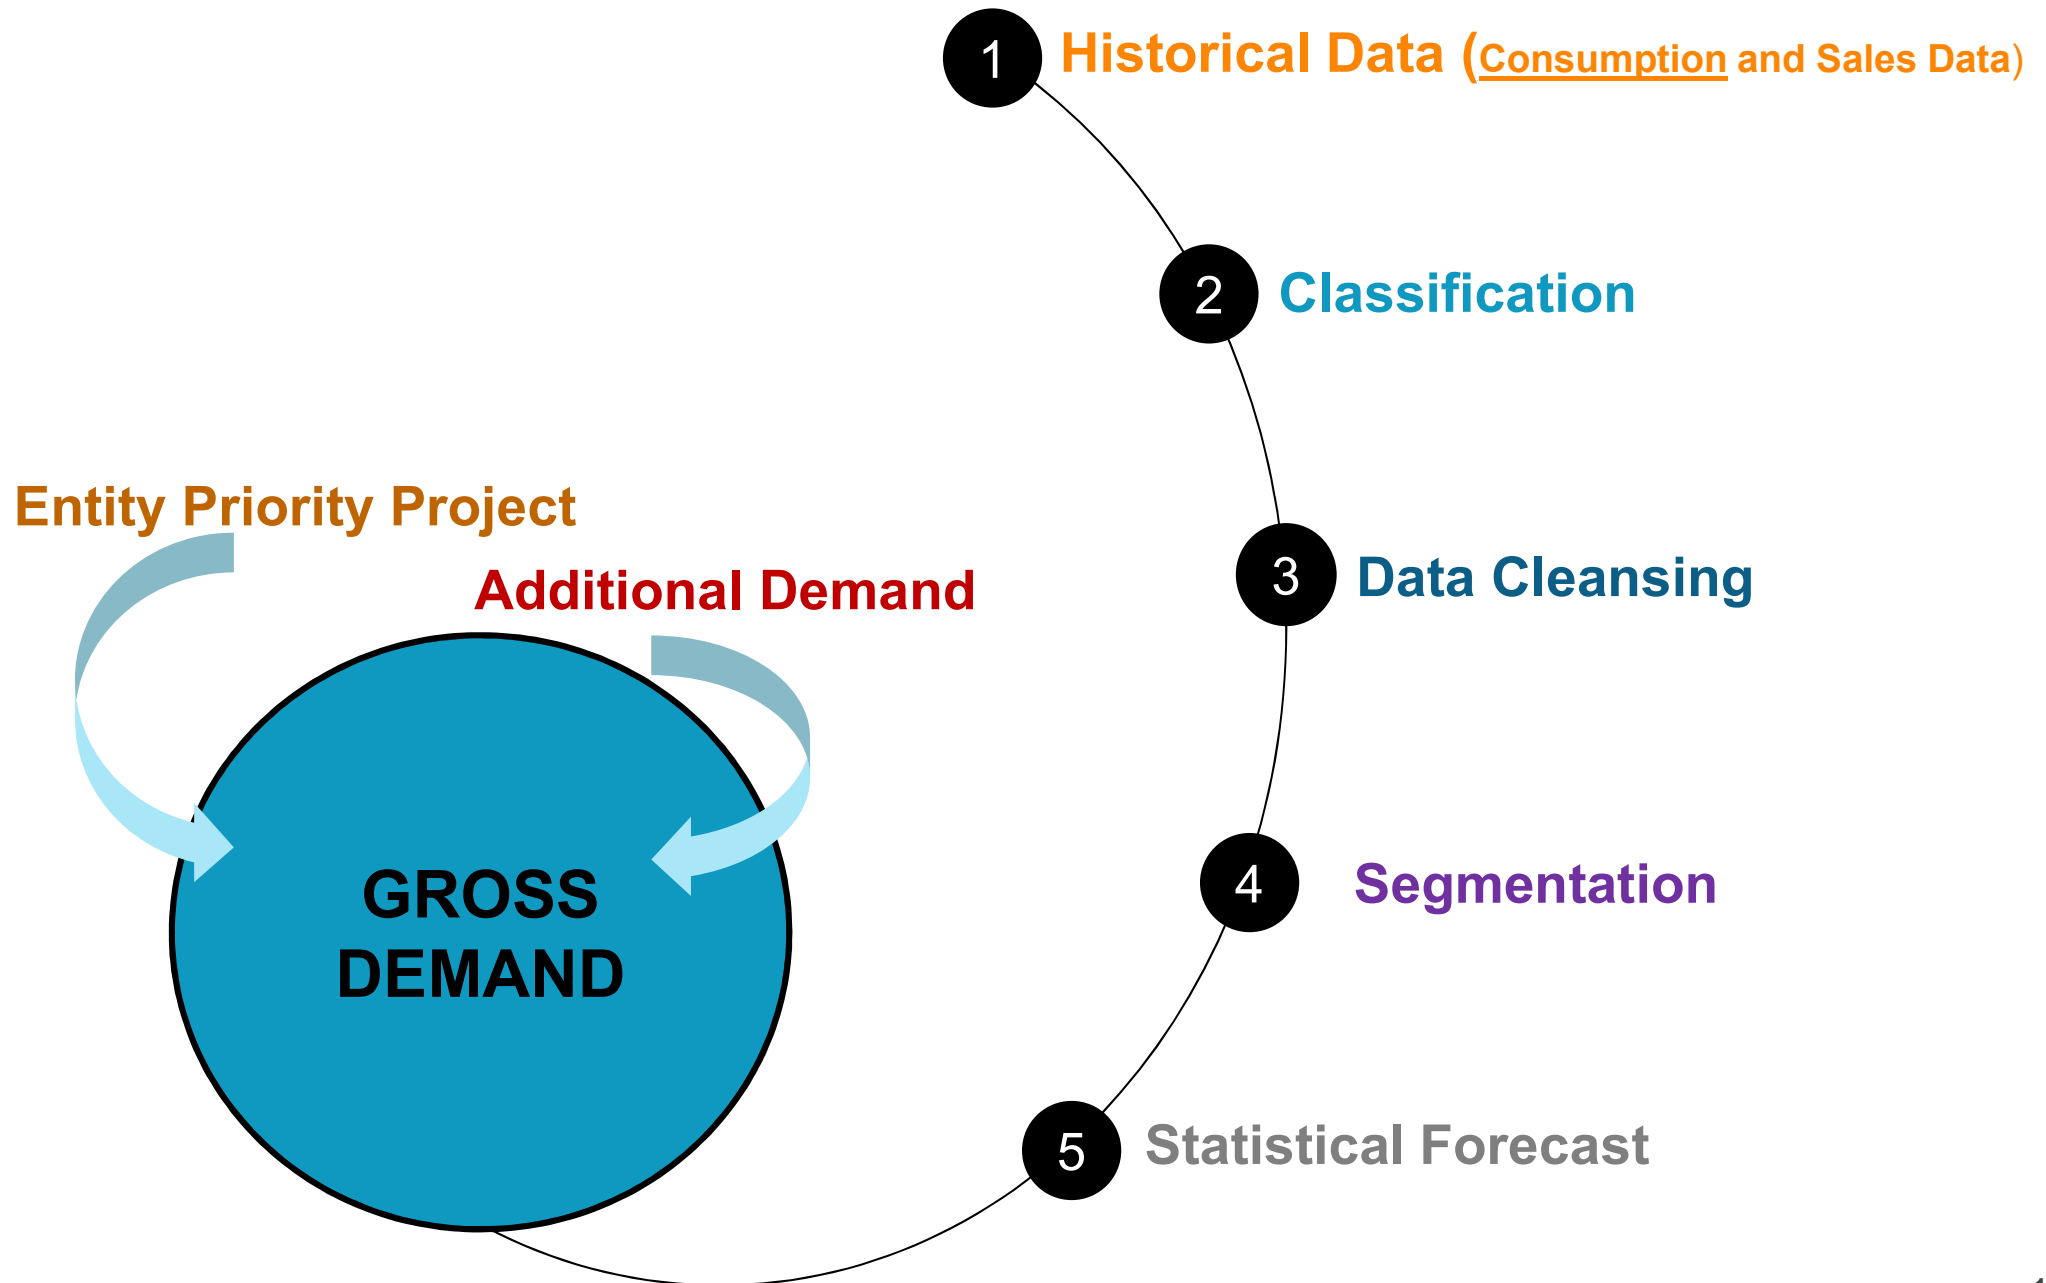 1
Historical Data (Consumption and Sales Data)
2
Classification
Entity Priority Project
Additional Demand
3
Data Cleansing
GROSS
DEMAND
4
Segmentation
5
Statistical Forecast